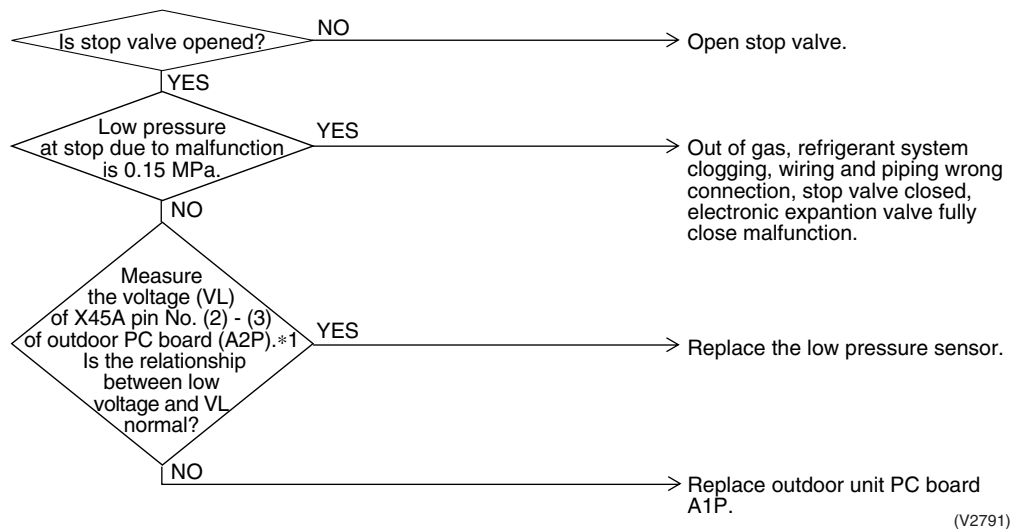 Is stop valve opened?
NO
Open stop valve.
YES
Low pressure
at stop due to malfunction
is 0.15 MPa.
YES
Out of gas, refrigerant system
clogging, wiring and piping wrong
connection, stop valve closed,
electronic expantion valve fully
close malfunction.
NO
Measure
the voltage (VL)
of X45A pin No. (2) - (3)
of outdoor PC board (A2P).*1
Is the relationship
between low
voltage and VL
normal?
YES
Replace the low pressure sensor.
NO
Replace outdoor unit PC board
A1P.
(V2791)